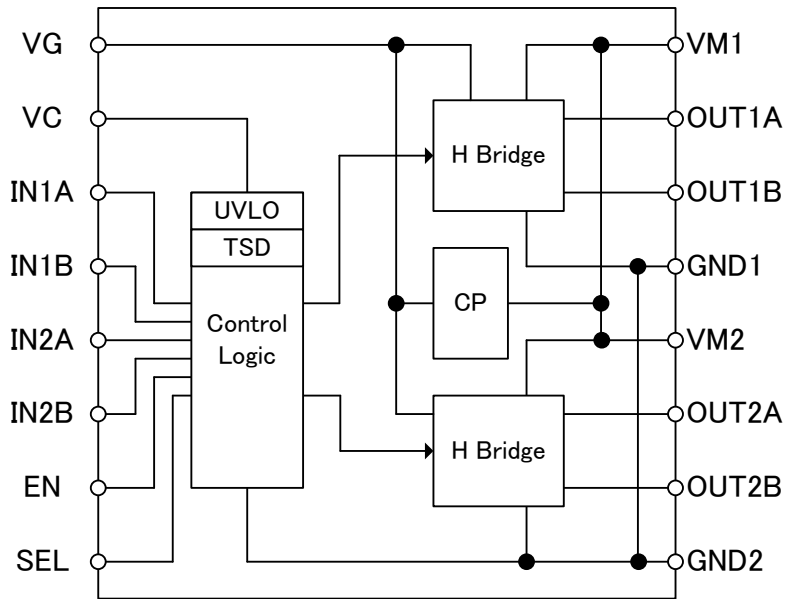 VG
VC
IN1A
IN1B
IN2A
IN2B
EN
SEL
UVLO
TSD
Control
Logic
H Bridge
CP
H Bridge
VM1
OUT1A
OUT1B
GND1
VM2
OUT2A
OUT2B
GND2